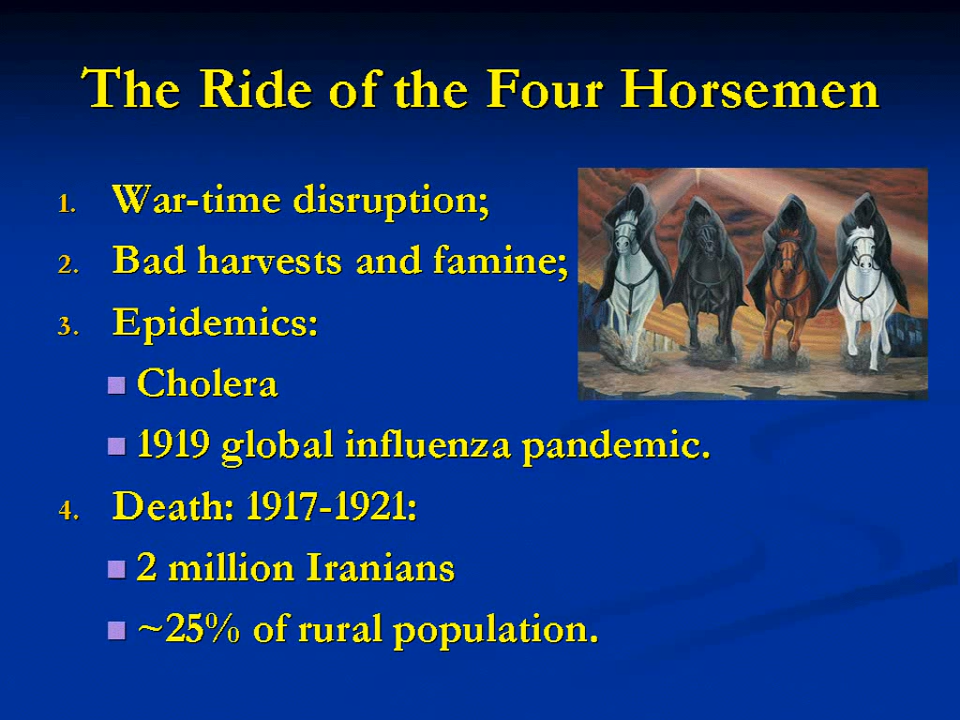 The Ride of the Four Horsemen
1. War-time disruption;
2. Bad harvests and famine;
3. Epidemics:
■ Cholera
■ 1919 global influenza pandemic.
4. Death: 1917-1921:
■ 2 million Iranians
■ ~25% of rural population.